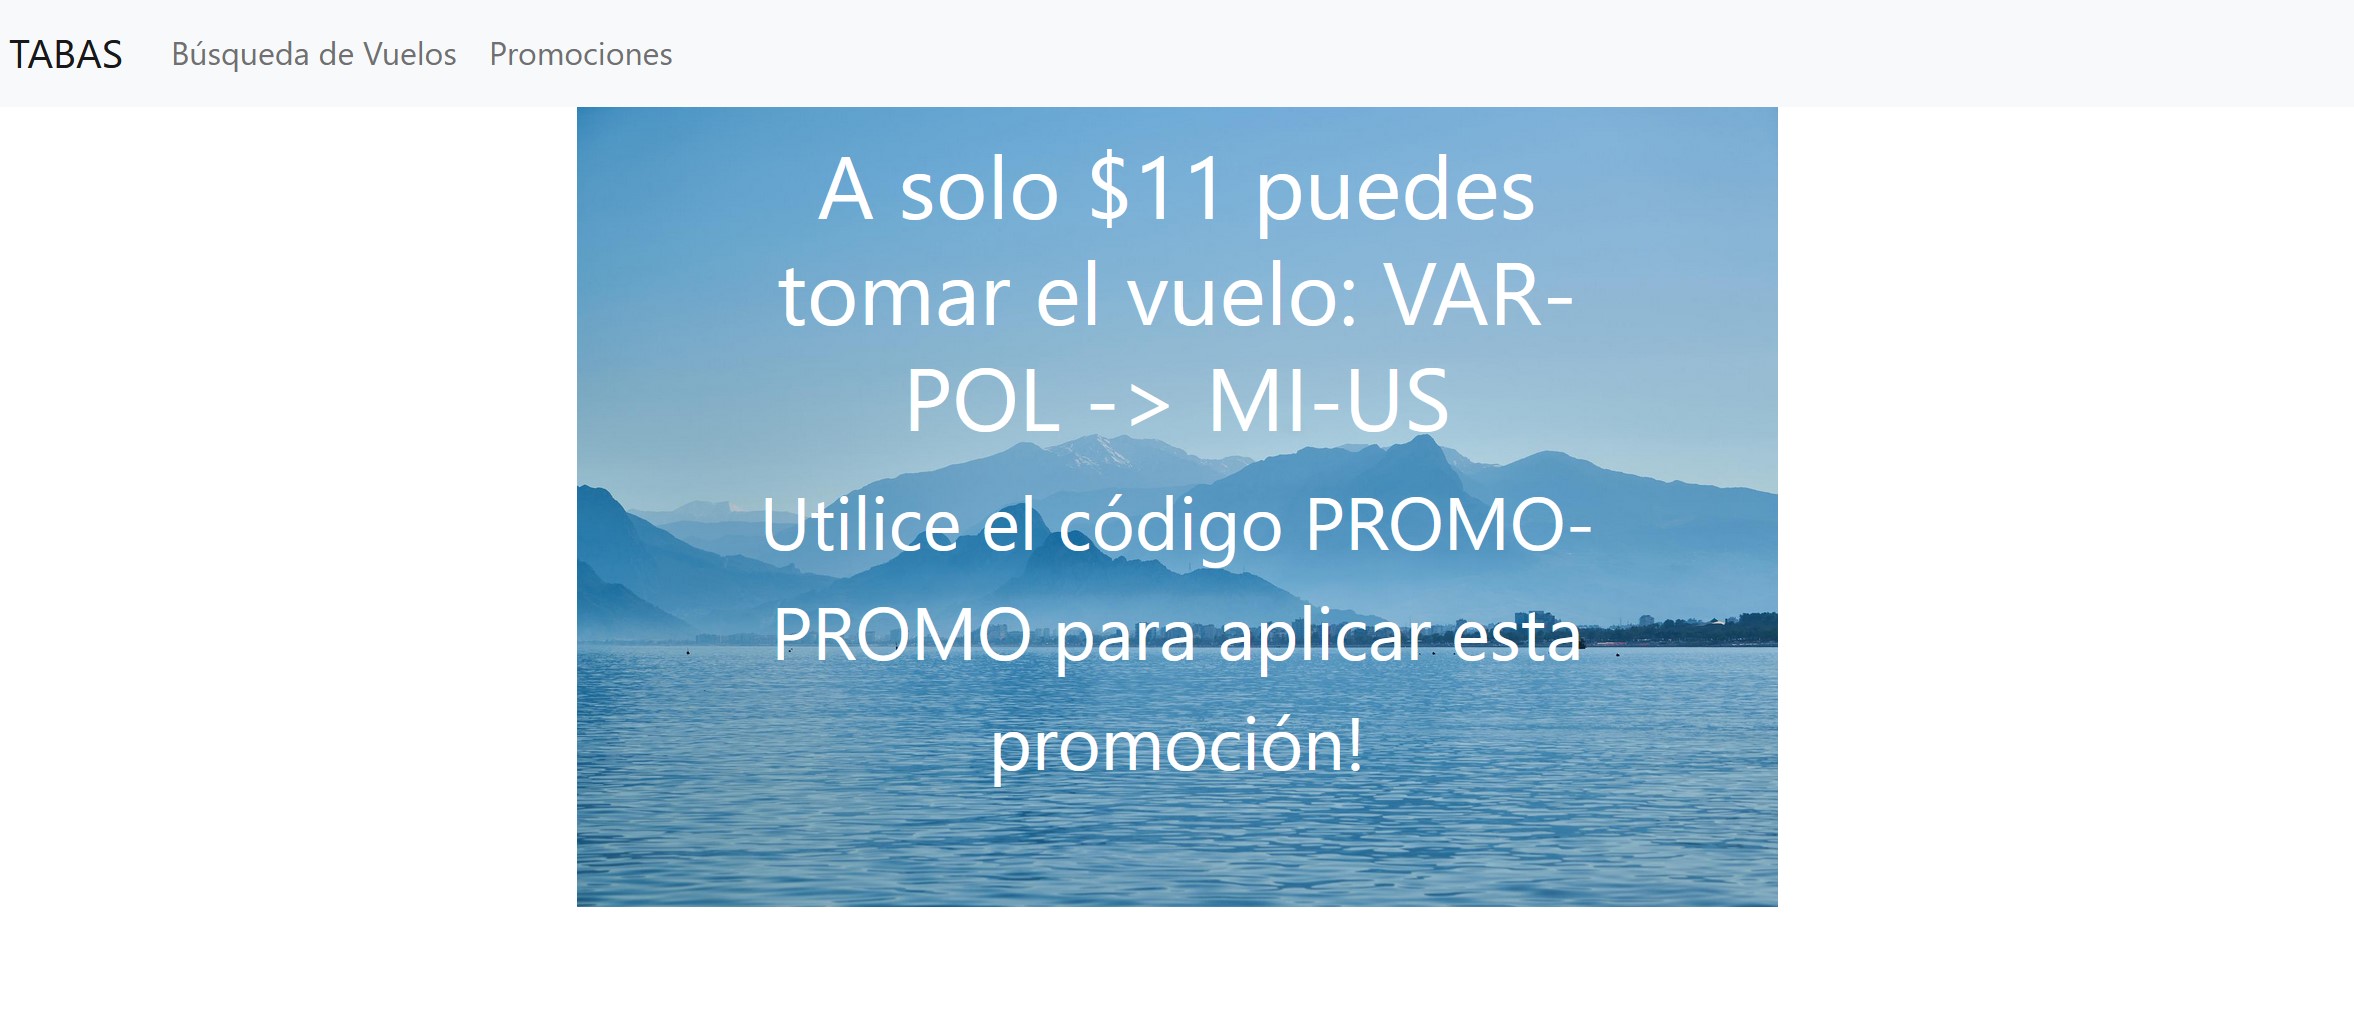 TABAS Búsqueda de Vuelos Promociones
A solo $11 puedes
tomar el vuelo: VAR-
POL -> MI-US
Utilice el código PROMO-
PROMO para aplicar esta
promoción!